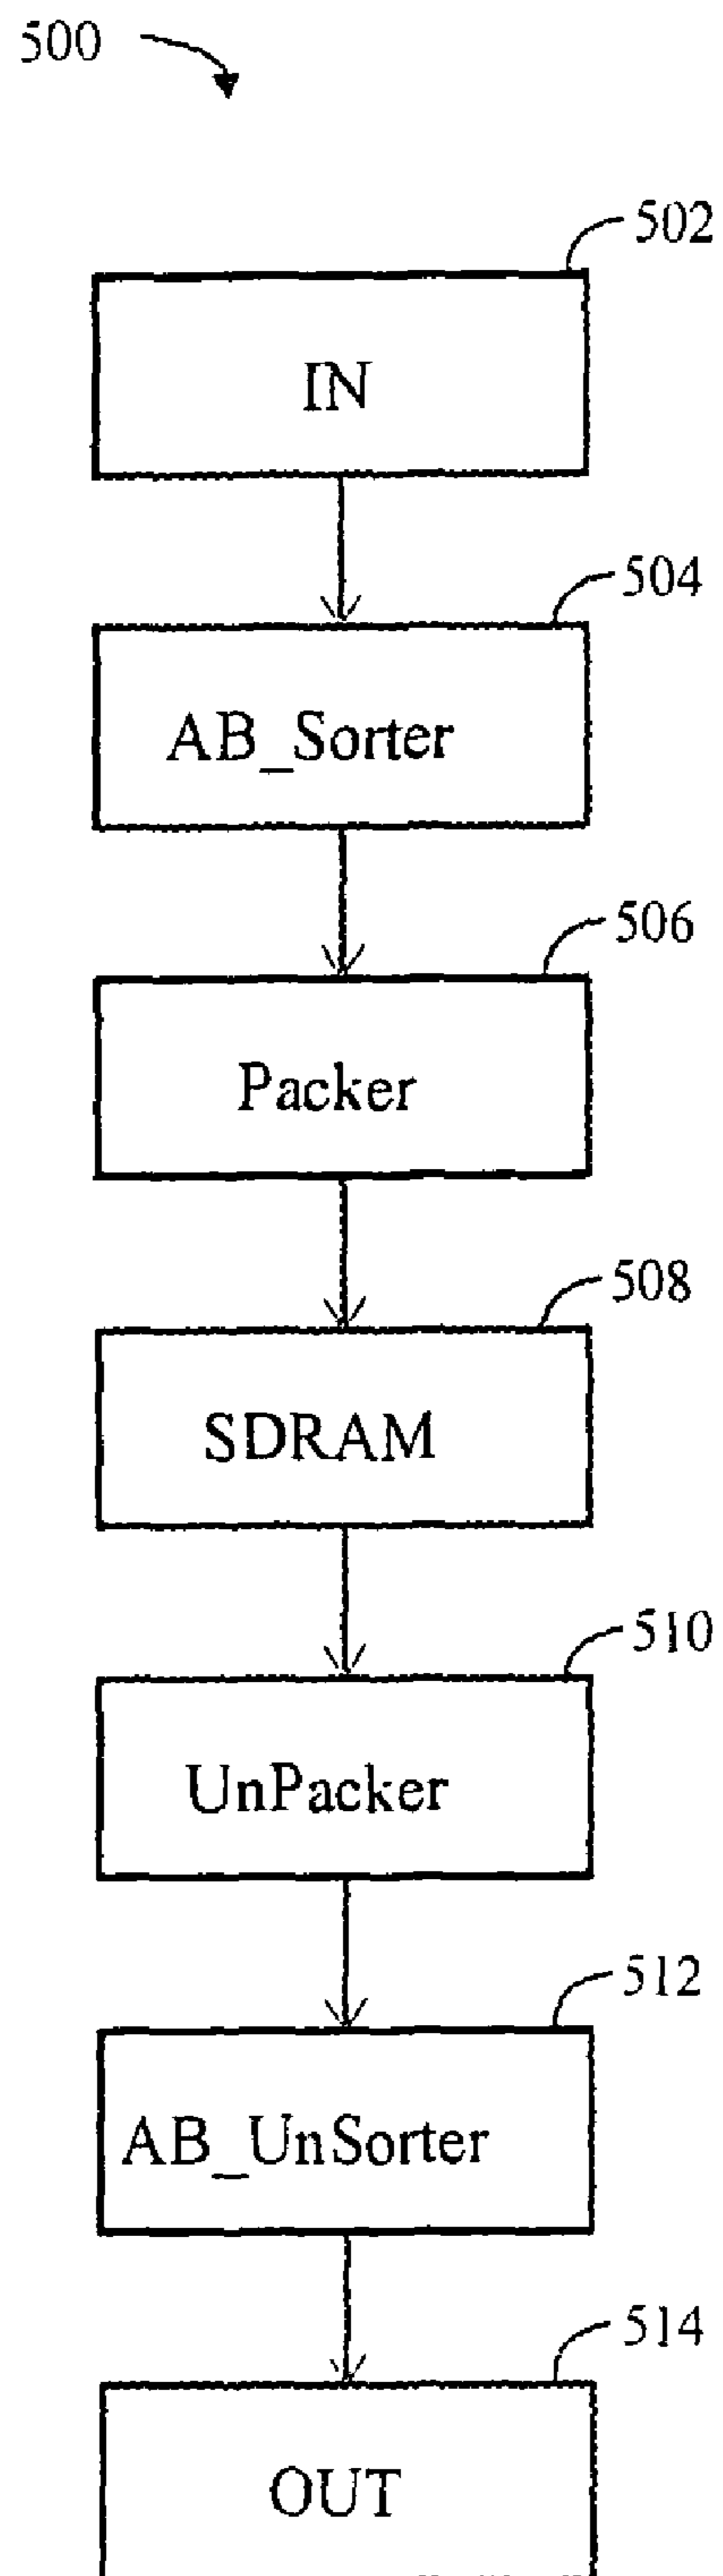 500
502
IN
504
AB_Sorter
506
Packer
508
SDRAM
510
UnPacker
512
AB_UnSorter
514
OUT